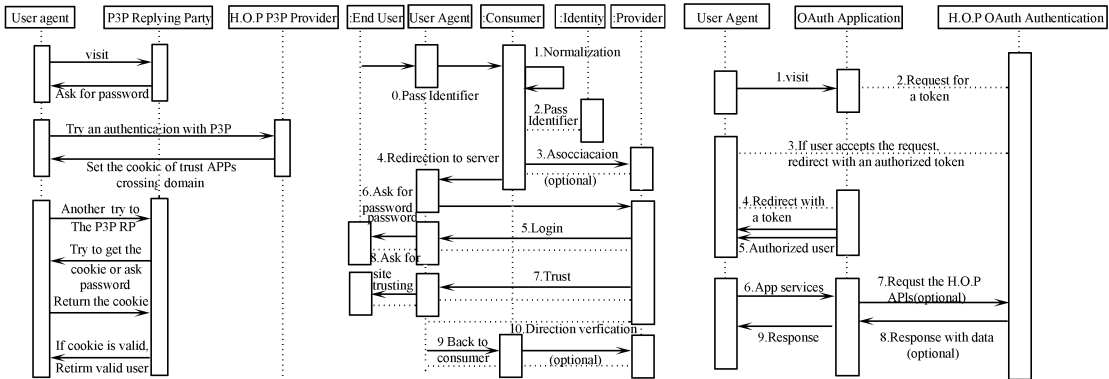 User agent
P3P Replying Party
H.O.P P3P Provider
visit
Ask for password
Try an authentication with P3P
Set the cookie of trust APPs
crossing domain
Another try to
The P3P RP
Try to get the
cookie or ask
password
Return the cookie
If cookie is valid,
Retirm valid user
:End User
User Agent
:Consumer
:Identity
:Provider
1.Normalization
0.Pass Identifier
2.Pass
Identifier
4.Redirection to server
3.Asocciacaion
(optional)
6.Ask for
password
password
5.Login
8.Ask for
site
trusting
7.Trust
10.Direction verfication
9 Back to
consumer
(optional)
User Agent
OAuth Application
H.O.P OAuth Authentication
1.visit
2.Request for
a token
3.If user accepts the request,
redirect with an authorized token
4.Redirect with
a token
5.Authorized user
6.App services
7.Requst the H.O.P
APIs(optional)
9.Response
8.Response with data
(optional)